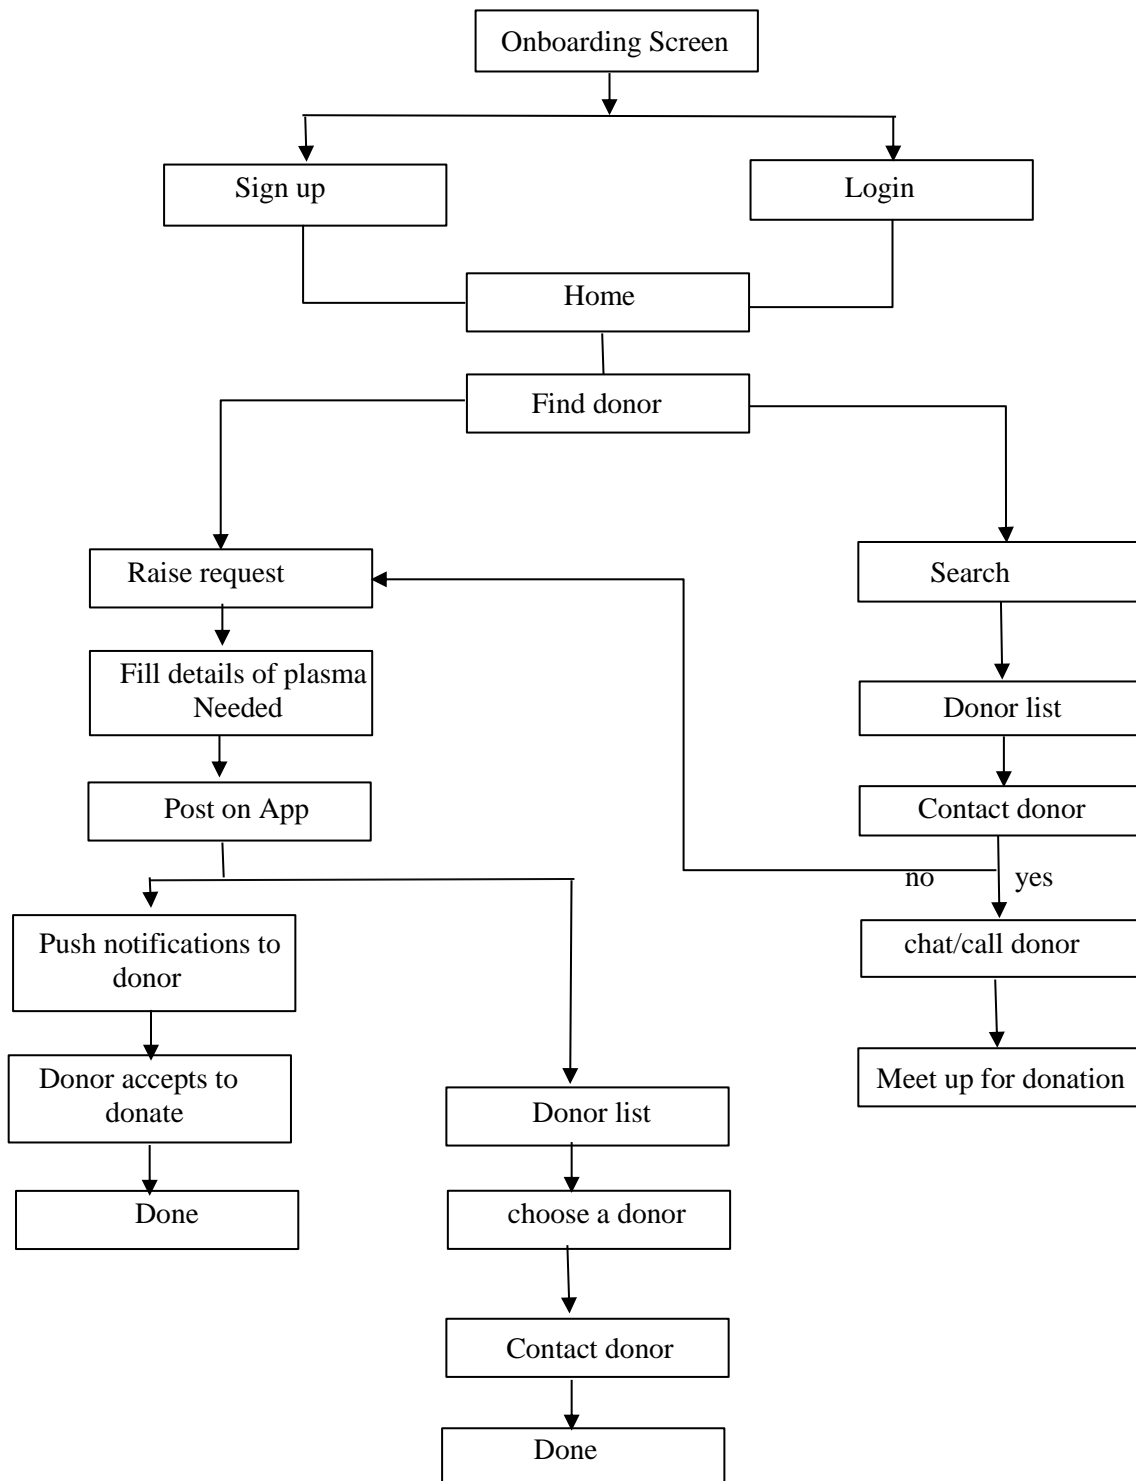 Onboarding Screen
Sign up
Login
Home
Find donor
Raise request
Search
Fill details of plasma
Needed
Donor list
Post on App
Contact donor
no
yes
Push notifications to
donor
chat/call donor
Donor accepts to
donate
Meet up for donation
Donor list
Done
choose a donor
Contact donor
Done